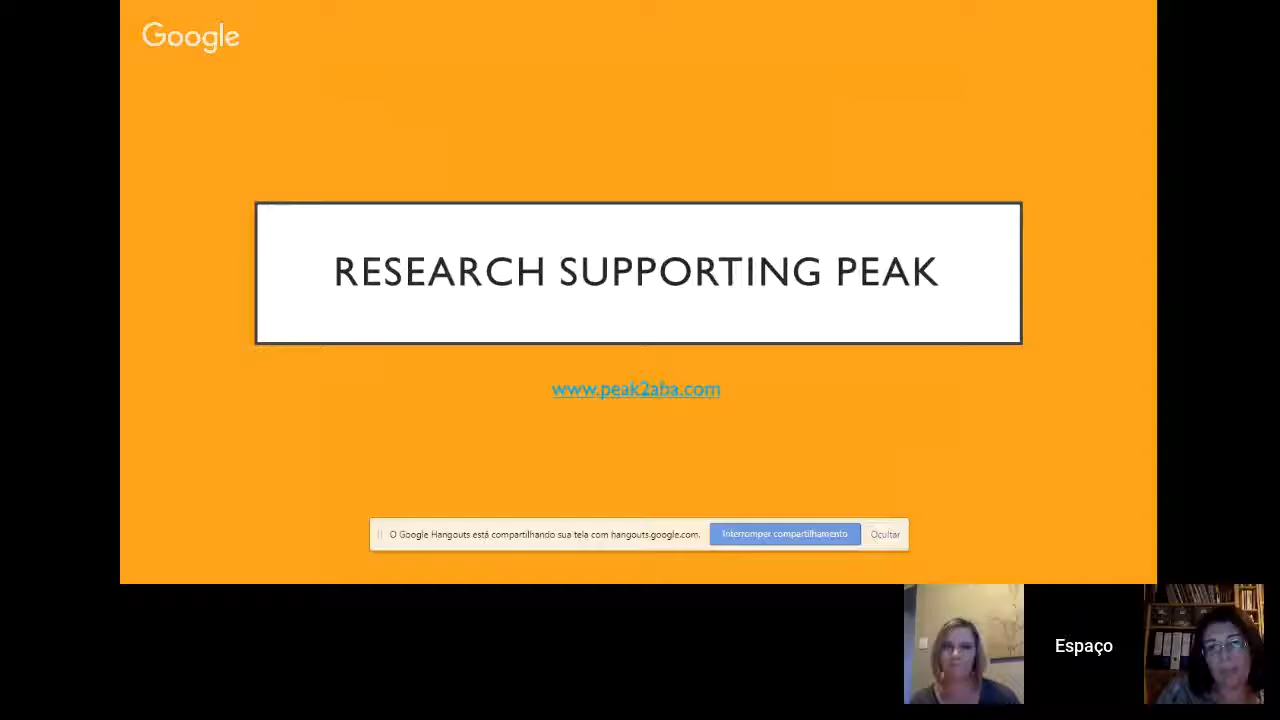 Google
RESEARCH SUPPORTING PEAK
www.peak2aba.com
O Google Hangouts está compartilhando sua tela com hangouts.google.com.
Interromper compartilhamento
Ocultar
Espaço